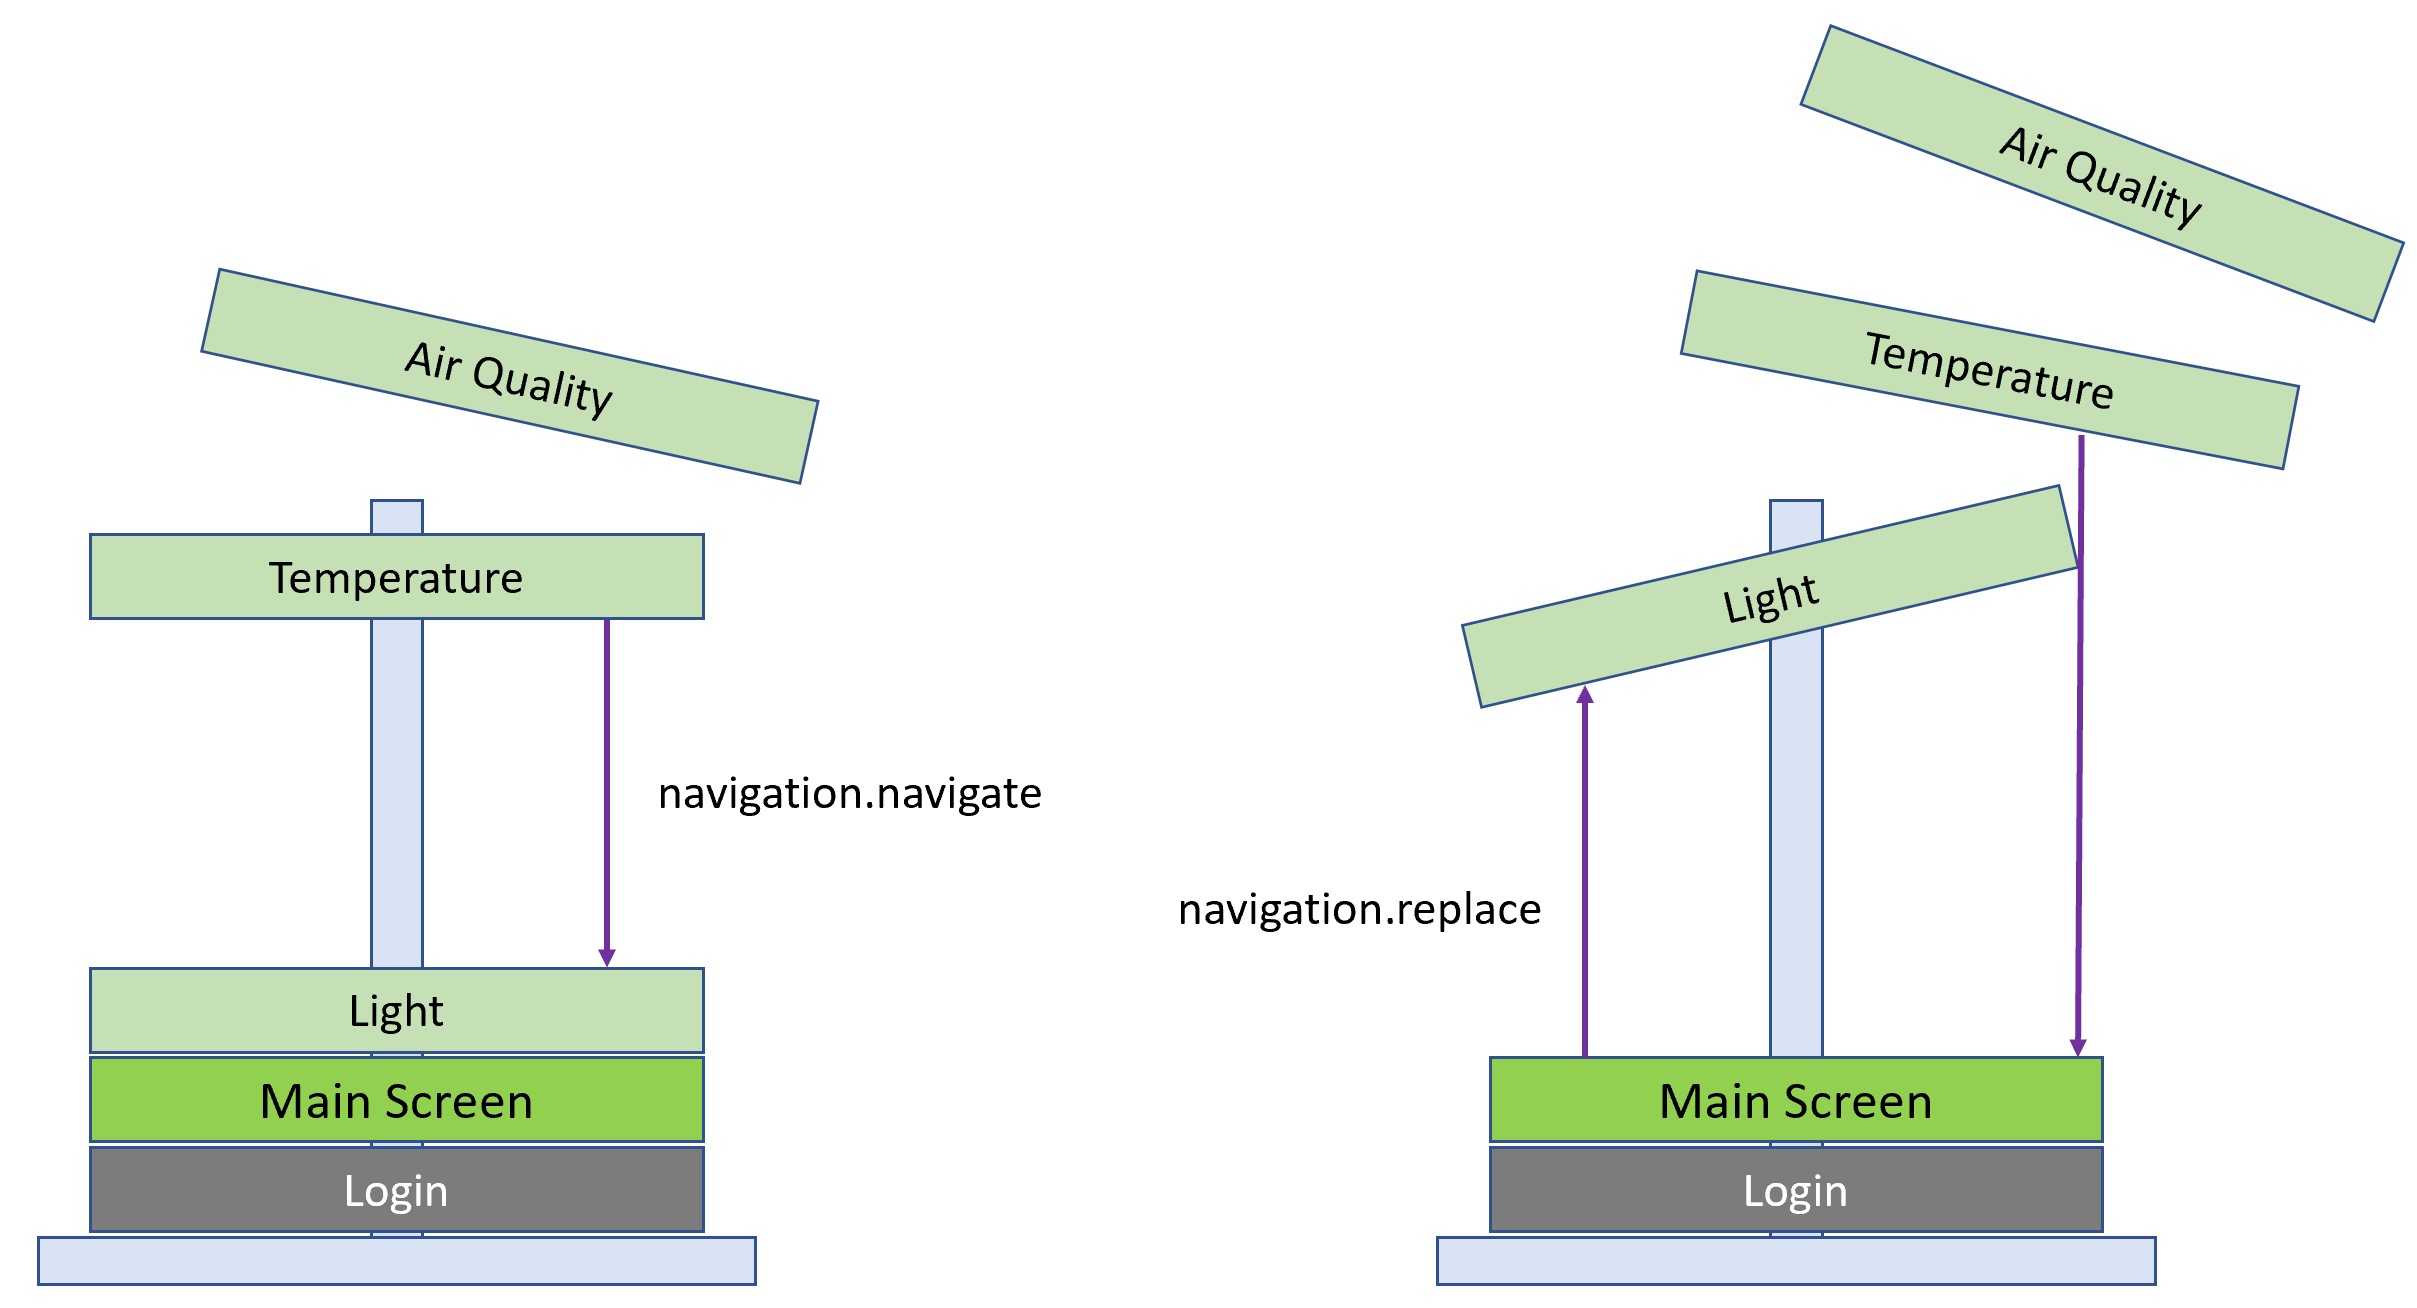 Air Quality
Temperature
navigation.navigate
Light
Main Screen
Login
Air Quality
Temperature
Light
navigation.replace
Main Screen
Login